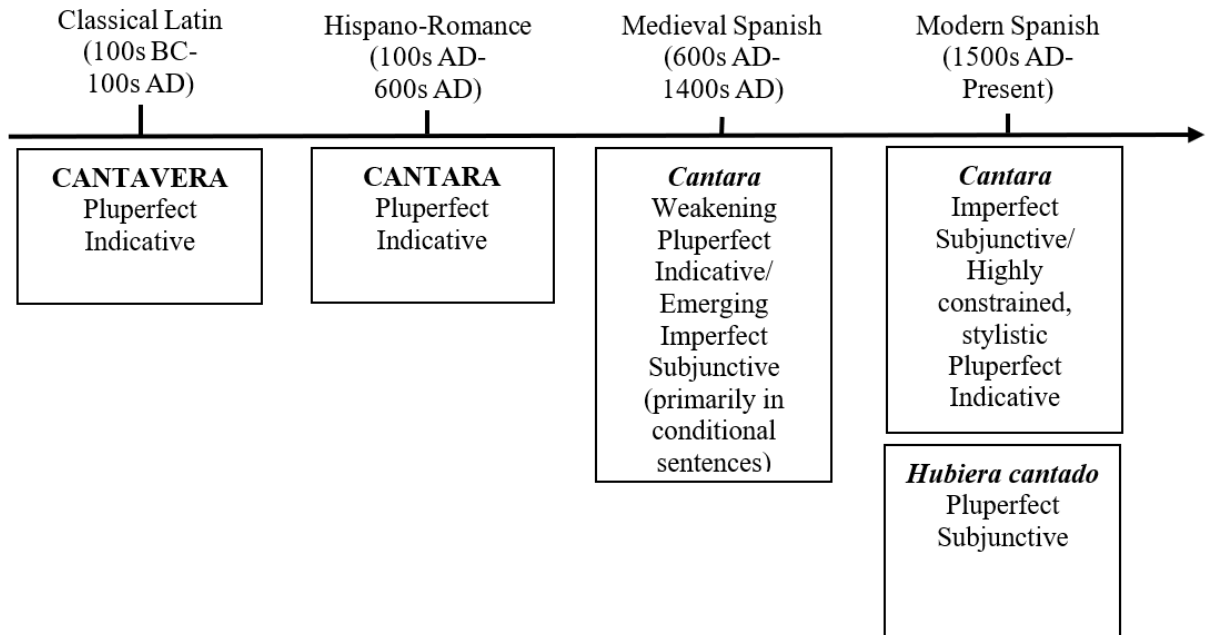 Classical Latin
(100s BC-
100s AD)
Hispano-Romance
(100s AD-
600s AD)
Medieval Spanish
(600s AD-
1400s AD)
Modern Spanish
(1500s AD-
Present)
CANTAVERA
Pluperfect
Indicative
CANTARA
Pluperfect
Indicative
Cantara
Weakening
Pluperfect
Indicative/
Emerging
Imperfect
Subjunctive
(primarily in
conditional
sentences)
Cantara
Imperfect
Subjunctive/
Highly
constrained,
stylistic
Pluperfect
Indicative
Hubiera cantado
Pluperfect
Subjunctive